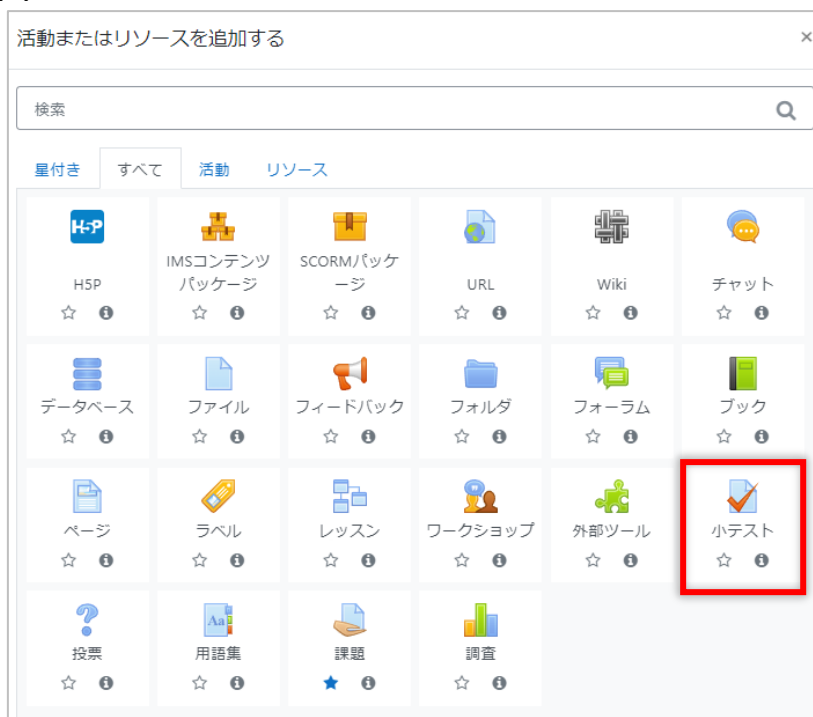 活動またはリソースを追加する ×
検索
星付き すべて 活動 リソース
H5P
IMSコンテンツ
パッケージ
SCORMパッケ
ージ
URL
Wiki
チャット
データベース
ファイル
フィードバック
フォルダ
フォーラム
ブック
ページ
ラベル
レッスン
ワークショップ
外部ツール
小テスト
Aa
投票
用語集
課題
調査